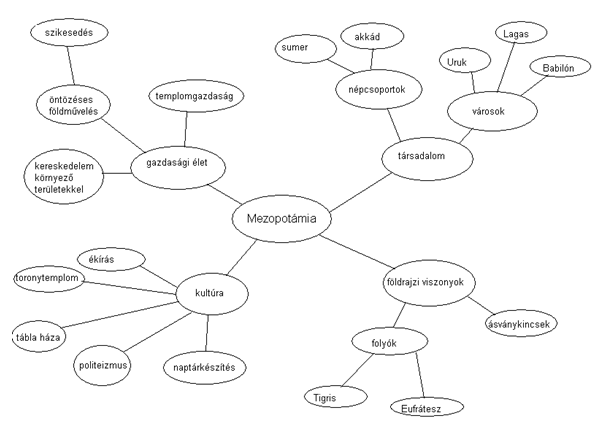 szikesedés
sumer
akkád
Lagas
Uruk
Babilón
öntözéses
földművelés
templomgazdaság
népcsoportok
városok
kereskedelem
környező
területekkel
gazdasági élet
társadalom
Mezopotámia
ékírás
toronytemplom
kultúra
földrajzi viszonyok
tábla háza
politeizmus
naptárkészítés
folyók
ásványkincsek
Tigris
Eufrátesz